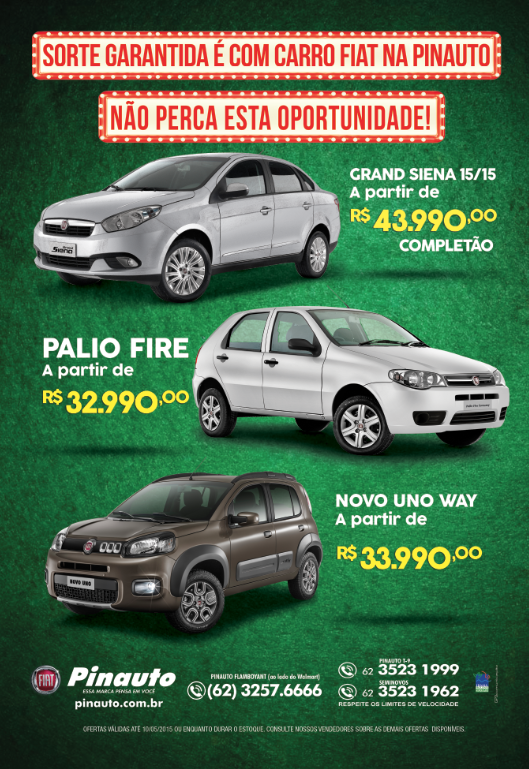 SORTE GARANTIDA É COM CARRO FIAT NA PINAUTO
NÃO PERCA ESTA OPORTUNIDADE!
GRAND SIENA 15/15
A partir de
R$ 43.990,00
COMPLETÃO
Siena
PALIO FIRE
A partir de
R$ 32.990,00
NOVO UNO WAY
A partir de
R$ 33.990,00
NOVO UNO
FIAT
Pinauto
ESSA MARCA PENSA EM VOCÊ
pinauto.com.br
PINAUTO FLAMBOYANT (ao lado do Walmart)
(62) 3257.6666
PINAUTO T-9
62 3523 1999
SEMINOVOS
62 3523 1962
RESPEITE OS LIMITES DE VELOCIDADE
OFERTAS VÁLIDAS ATÉ 10/05/2015 OU ENQUANTO DURAR O ESTOQUE. CONSULTE NOSSOS VENDEDORES SOBRE AS DEMAIS OFERTAS DISPONÍVEIS.